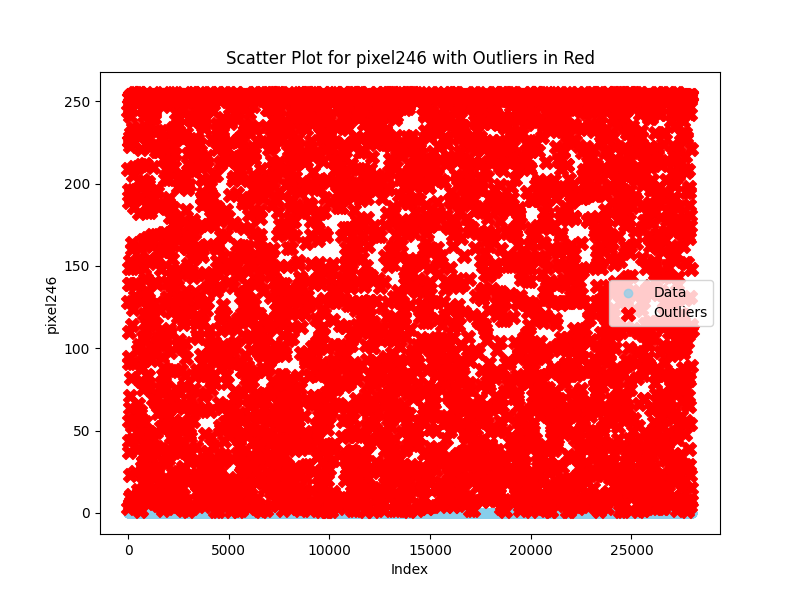 Scatter Plot for pixel246 with Outliers in Red
250
200
150
100
50
0
pixel246
Data
Outliers
0 5000 10000 15000 20000 25000
Index